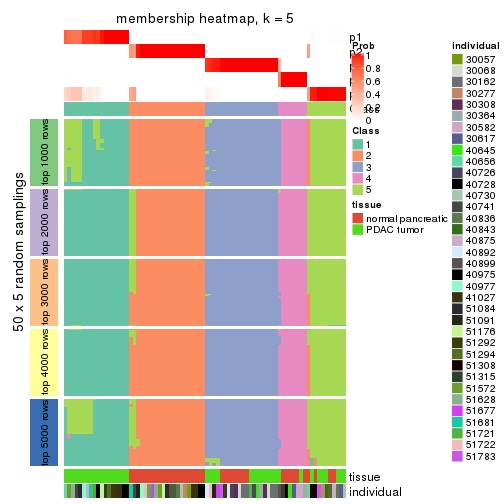 membership heatmap, k = 5
50 x 5 random samplings
top 1000 rows
top 2000 rows
top 3000 rows
top 4000 rows
top 5000 rows
p1
Prob
1
0.8
0.6
0.4
0.2
0
Class
1
2
3
4
5
tissue
normal pancreatic
PDAC tumor
individual
30057
30068
30162
30277
30308
30364
30582
30617
40645
40656
40726
40728
40730
40741
40836
40843
40875
40892
40899
40975
40977
41027
51084
51091
51176
51292
51294
51308
51315
51572
51628
51677
51681
51721
51722
51783
tissue
individual